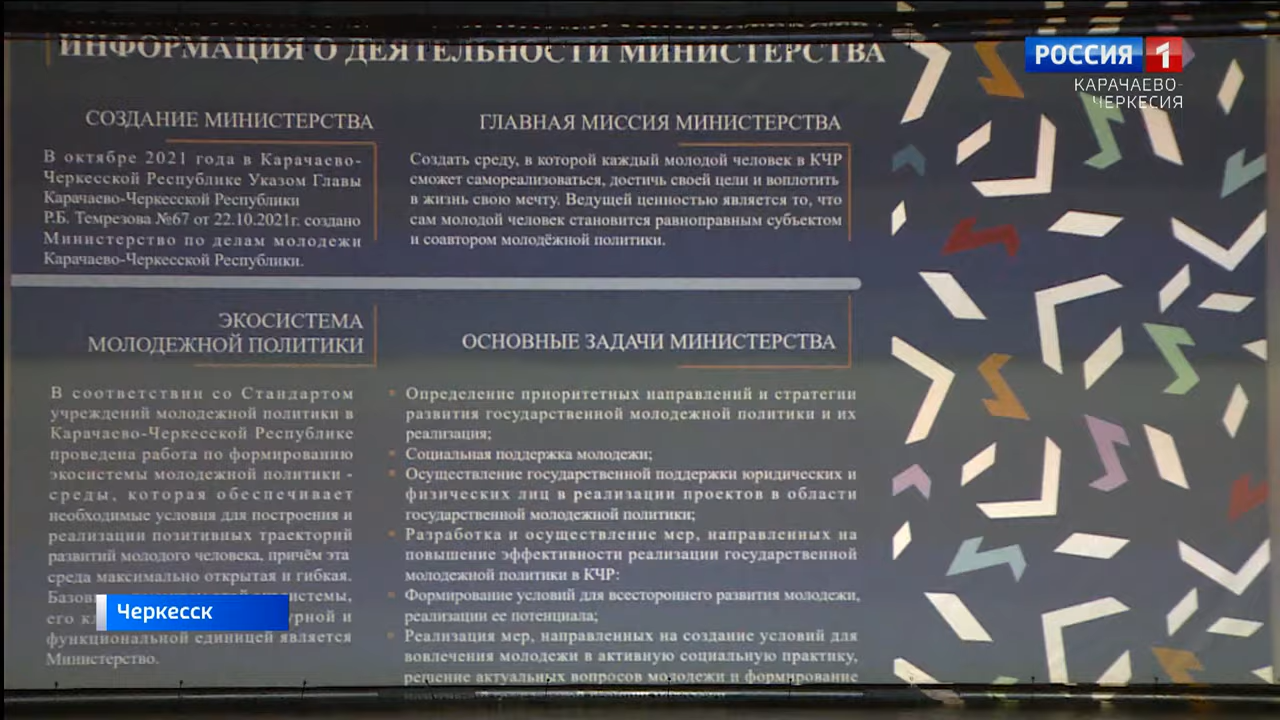 ИНФОРМАЦИЯ О ДЕЯТЕЛЬНОСТИ МИНИСТЕРСТВА
РОССИЯ 1
КАРАЧАЕВО-
ЧЕРКЕСИЯ
СОЗДАНИЕ МИНИСТЕРСТВА
В октябре 2021 года в Карачаево-
Черкесской Республике Указом Главы
Карачаево-Черкесской Республики
Р.Б. Темрезова №67 от 22.10.2021г. создано
Министерство по делам молодежи
Карачаево-Черкесской Республики.
ГЛАВНАЯ МИССИЯ МИНИСТЕРСТВА
Создать среду, в которой каждый молодой человек в КЧР
сможет самореализоваться, достичь своей цели и воплотить
в жизнь свою мечту. Ведущей ценностью является то, что
сам молодой человек становится равноправным субъектом
и соавтором молодёжной политики.
ЭКОСИСТЕМА
МОЛОДЕЖНОЙ ПОЛИТИКИ
В соответствии со Стандартом
учреждений молодежной политики в
Карачаево-Черкесской Республике
проведена работа по формированию
экосистемы молодежной политики -
среды, которая обеспечивает
необходимые условия для построения и
реализации позитивных траекторий
развитий молодого человека, причём эта
среда максимально открытая и гибкая.
его
и
функциональной единицей является
Министерство.
Черкесск
ОСНОВНЫЕ ЗАДАЧИ МИНИСТЕРСТВА
Определение приоритетных направлений и стратегии
развития государственной молодежной политики и их
реализация;
Социальная поддержка молодежи;
Осуществление государственной поддержки юридических и
физических лиц в реализации проектов в области
государственной молодежной политики;
Разработка и осуществление мер, направленных на
повышение эффективности реализации государственной
молодежной политики в КЧР:
Формирование условий для всестороннего развития молодежи,
реализации ее потенциала;
Реализация мер, направленных на создание условий для
вовлечения молодежи в активную социальную практику,
решение актуальных вопросов молодежи и формирование